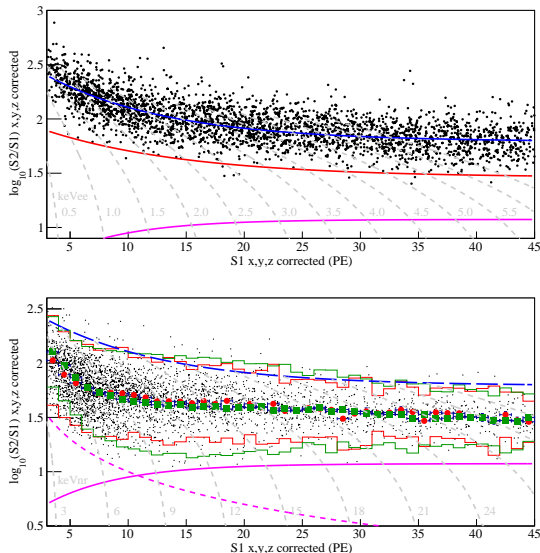 3
2.5
2
1.5
1
log10(S2/S1) x,y,z corrected
keVee
0.5 1.0 1.5 2.0 2.5 3.0 3.5 4.0 4.5 5.0 5.5
5 10 15 20 25 30 35 40 45
S1 x,y,z corrected (PE)
2.5
2
1.5
1
0.5
log10(S2/S1) x,y,z corrected
keVnr
3 6 9 12 15 18 21 24
5 10 15 20 25 30 35 40 45
S1 x,y,z corrected (PE)